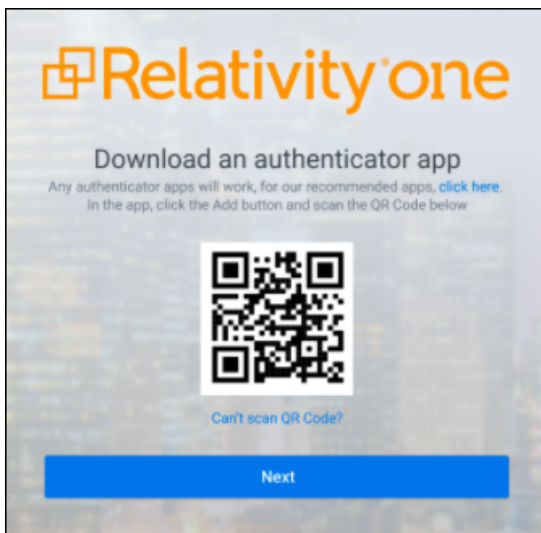 Relativity one
Download an authenticator app
Any authenticator apps will work, for our recommended apps, click here.
In the app, click the Add button and scan the QR Code below
Can't scan QR Code?
Next